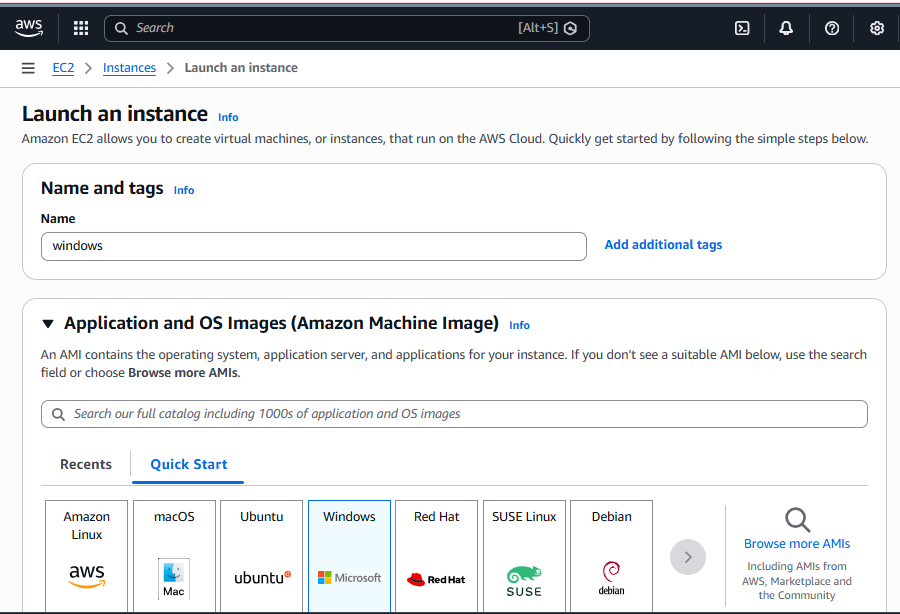 aws
Search [Alt+S]
EC2 > Instances > Launch an instance
Launch an instance Info
Amazon EC2 allows you to create virtual machines, or instances, that run on the AWS Cloud. Quickly get started by following the simple steps below.
Name and tags Info
Name
windows Add additional tags
Application and OS Images (Amazon Machine Image) Info
An AMI contains the operating system, application server, and applications for your instance. If you don't see a suitable AMI below, use the search
field or choose Browse more AMIs.
Search our full catalog including 1000s of application and OS images
Recents Quick Start
Amazon
Linux
aws
macOS
Mac
Ubuntu
ubuntu
Windows
Microsoft
Red Hat
Red Hat
SUSE Linux
SUSE
Debian
debian
Browse more AMIs
Including AMIs from
AWS, Marketplace and
the Community